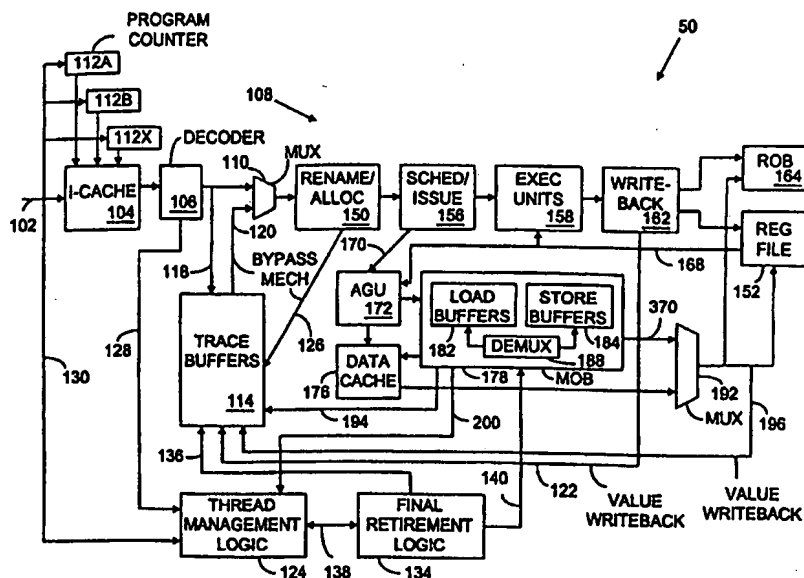 PROGRAM
COUNTER
50
112A
112B
112X
108
DECODER
110
MUX
102
I-CACHE
104
106
RENAME/
ALLOC
150
SCHED/
ISSUE
156
EXEC
UNITS
158
WRITE-
BACK
162
ROB
164
REG
FILE
152
118
120
BYPASS
MECH
170
168
126
AGU
172
LOAD
BUFFERS
182
STORE
BUFFERS
184
DEMUX
188
370
128
130
TRACE
BUFFERS
114
DATA
CACHE
176
178
MOB
192
MUX
194
200
196
136
140
122
VALUE
WRITEBACK
VALUE
WRITEBACK
THREAD
MANAGEMENT
LOGIC
124
138
FINAL
RETIREMENT
LOGIC
134